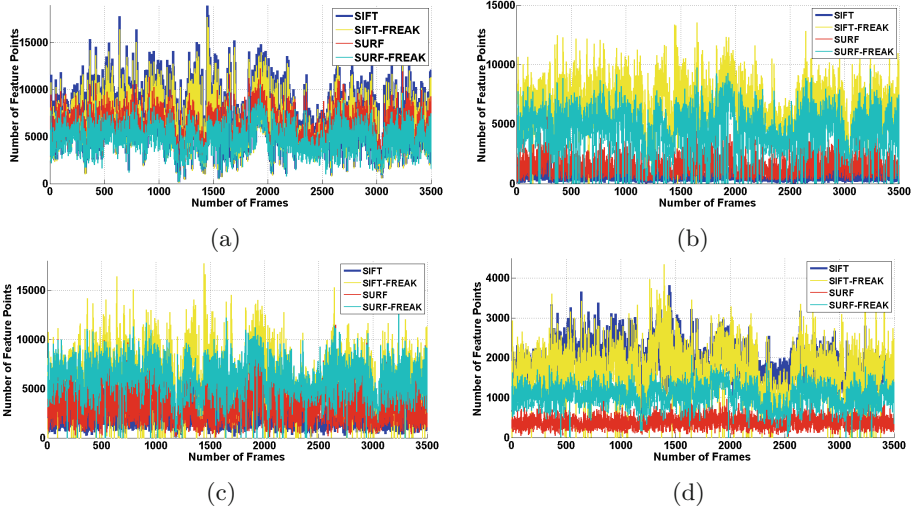 SIFT
SIFT-FREAK
SURF
SURF-FREAK
Number of Feature Points
15000
10000
5000
0
0 500 1000 1500 2000 2500 3000 3500
Number of Frames
(a)
SIFT
SIFT-FREAK
SURF
SURF-FREAK
Number of Feature Points
15000
10000
5000
0
0 500 1000 1500 2000 2500 3000 3500
Number of Frames
(b)
SIFT
SIFT-FREAK
SURF
SURF-FREAK
Number of Feature Points
15000
10000
5000
0
0 500 1000 1500 2000 2500 3000 3500
Number of Frames
(c)
SIFT
SIFT-FREAK
SURF
SURF-FREAK
Number of Feature Points
4000
3000
2000
1000
0
0 500 1000 1500 2000 2500 3000 3500
Number of Frames
(d)